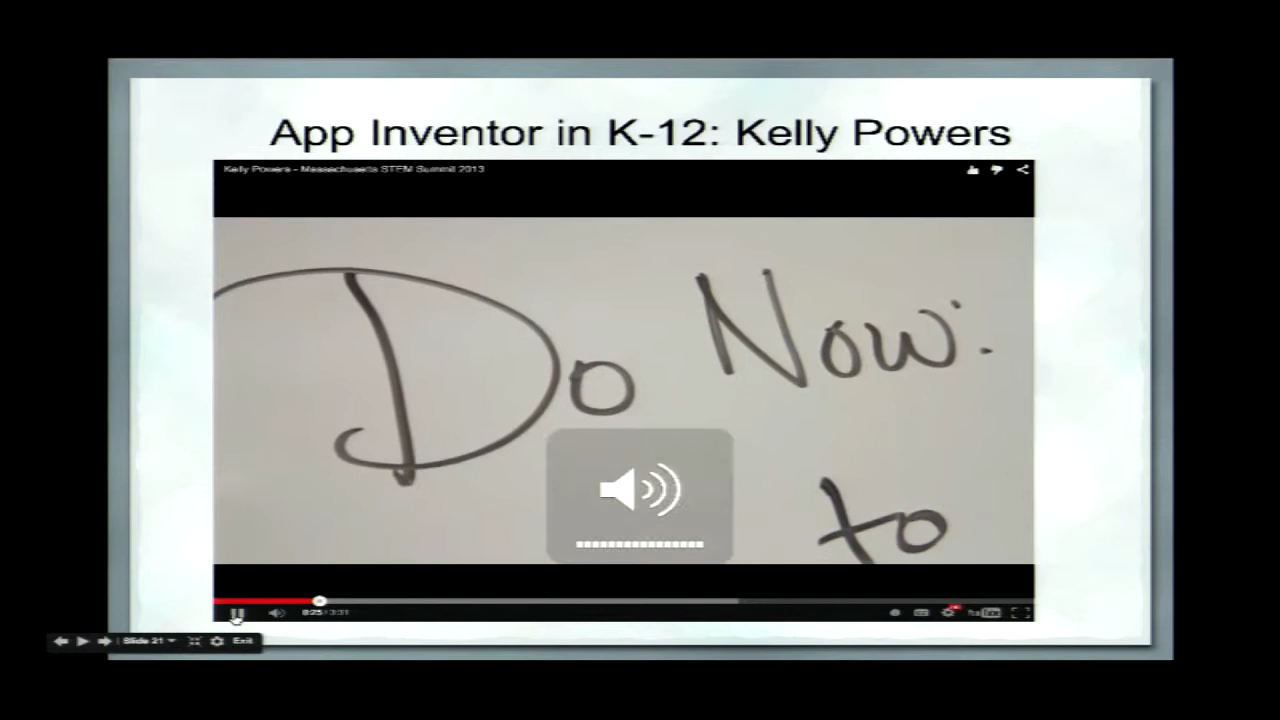 App Inventor in K-12: Kelly Powers
Kelly Powers - Massachusetts STEM Summit 2013
Do Now:
to
0:25 / 3:31
Slide 21
Exit